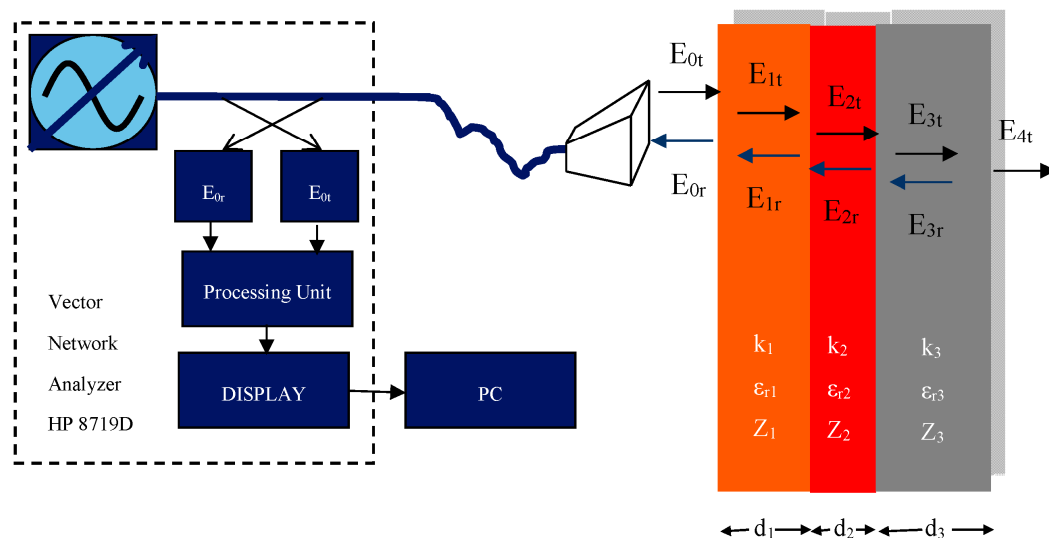 E0r
E0t
Processing Unit
Vector
Network
Analyzer
HP 8719D
DISPLAY
PC
E0t
E0r
E1t
E1r
E2t
E2r
E3t
E3r
E4t
k1
εr1
Z1
k2
εr2
Z2
k3
εr3
Z3
d1
d2
d3